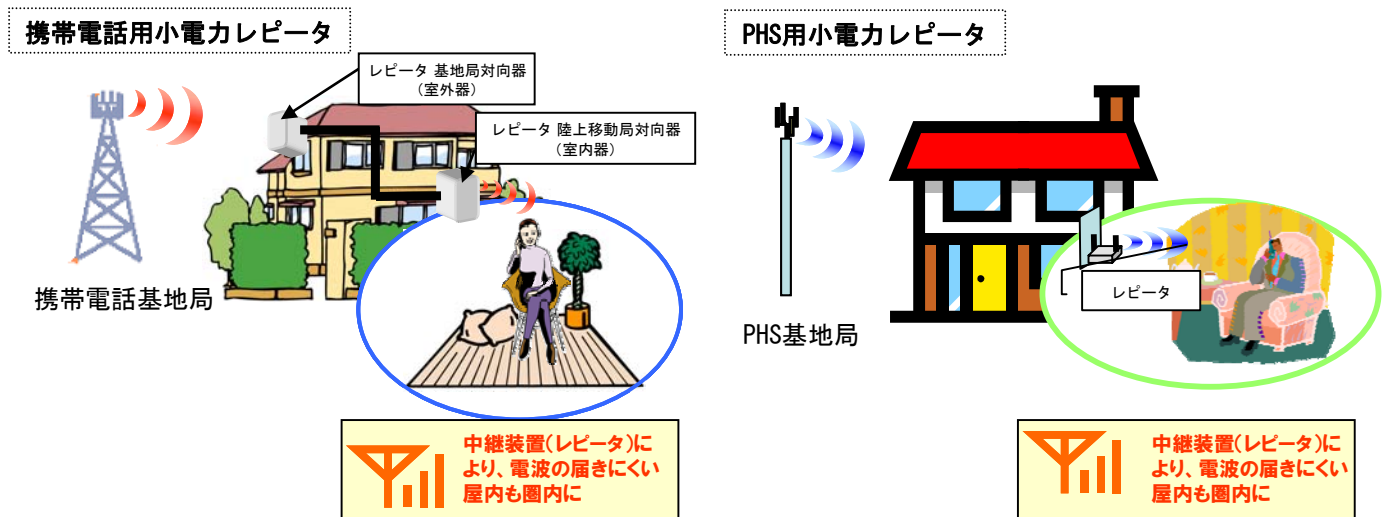 携帯電話用小電力レピータ
レピータ 基地局対向器
（室外器）
レピータ 陸上移動局対向器
（室内器）
携帯電話基地局
中継装置(レピータ)に
より、電波の届きにくい
屋内も圏内に
PHS用小電力レピータ
レピータ
PHS基地局
中継装置(レピータ)に
より、電波の届きにくい
屋内も圏内に